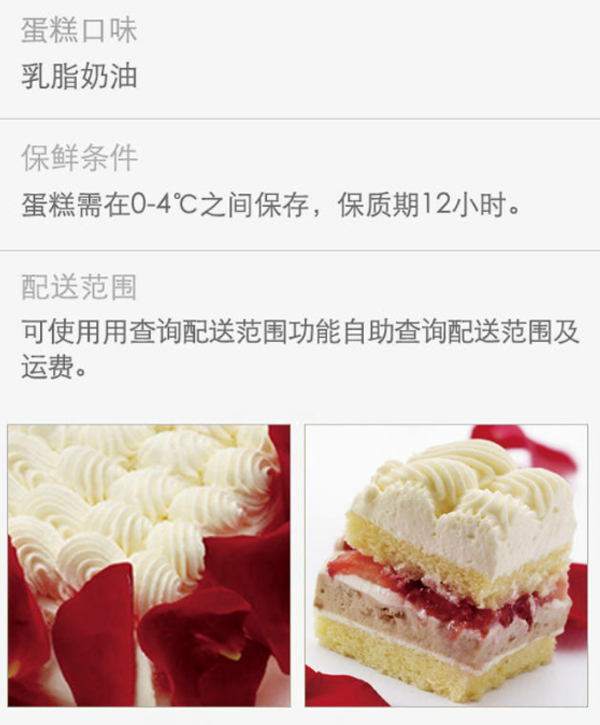 蛋糕口味
乳脂奶油
保鲜条件
蛋糕需在0-4℃之间保存，保质期12小时。
配送范围
可使用用查询配送范围功能自助查询配送范围及
运费。